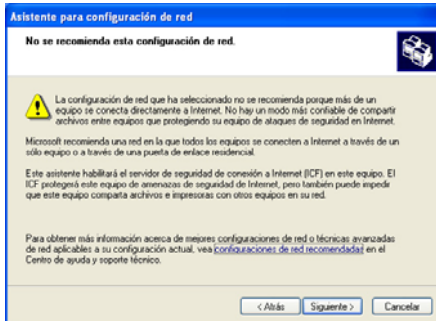 Asistente para configuración de red
No se recomienda esta configuración de red.
La configuración de red que ha seleccionado no se recomienda porque más de un
equipo se conecta directamente a Internet. No hay un modo más confiable de compartir
archivos entre equipos que protegiendo su equipo de ataques de seguridad en Internet.
Microsoft recomienda una red en la que todos los equipos se conecten a Internet a través de un
sólo equipo o a través de una puerta de enlace residencial.
Este asistente habilitará el servidor de seguridad de conexión a Internet (ICF) en este equipo. El
ICF protegerá este equipo de amenazas de seguridad de Internet, pero también puede impedir
que este equipo comparta archivos e impresoras con otros equipos en su red.
Para obtener más información acerca de mejores configuraciones de red o técnicas avanzadas
de red aplicables a su configuración actual, vea configuraciones de red recomendadas en el
Centro de ayuda y soporte técnico.
< Atrás Siguiente > Cancelar